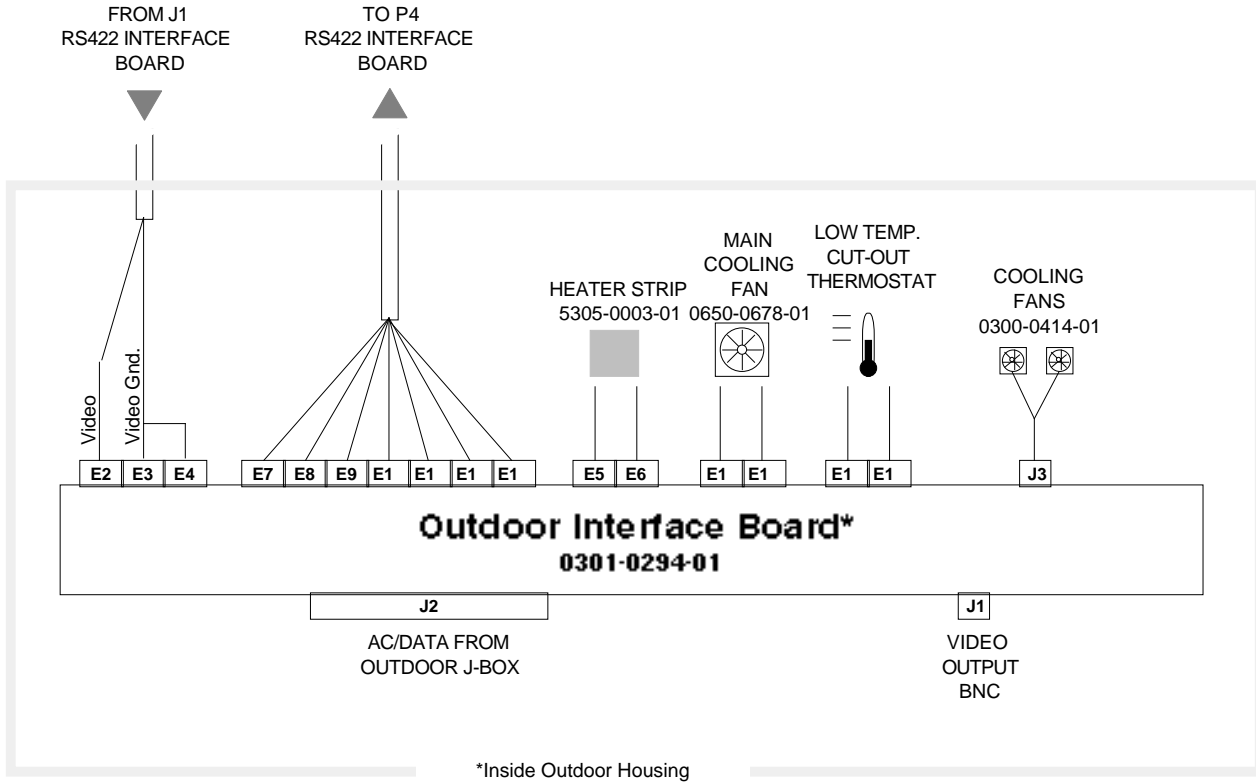 FROM J1
RS422 INTERFACE
BOARD
TO P4
RS422 INTERFACE
BOARD
HEATER STRIP
5305-0003-01
MAIN
COOLING
FAN
0650-0678-01
LOW TEMP.
CUT-OUT
THERMOSTAT
COOLING
FANS
0300-0414-01
Video
Video Gnd.
E2 E3 E4 E7 E8 E9 E1 E1 E1 E1 E5 E6 E1 E1 E1 E1 J3
Outdoor Interface Board*
0301-0294-01
J2 J1
AC/DATA FROM
OUTDOOR J-BOX
VIDEO
OUTPUT
BNC
*Inside Outdoor Housing